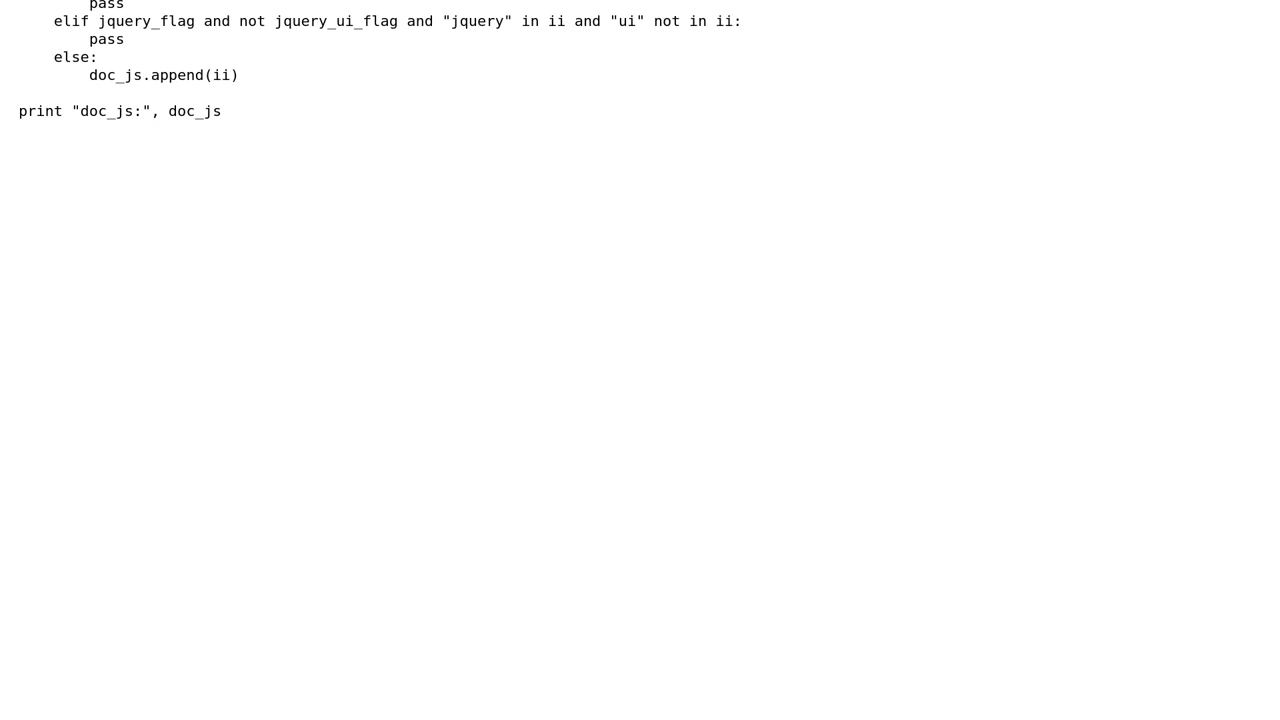 pass
    elif jquery_flag and not jquery_ui_flag and "jquery" in ii and "ui" not in ii:
        pass
    else:
        doc_js.append(ii)

print "doc_js:", doc_js